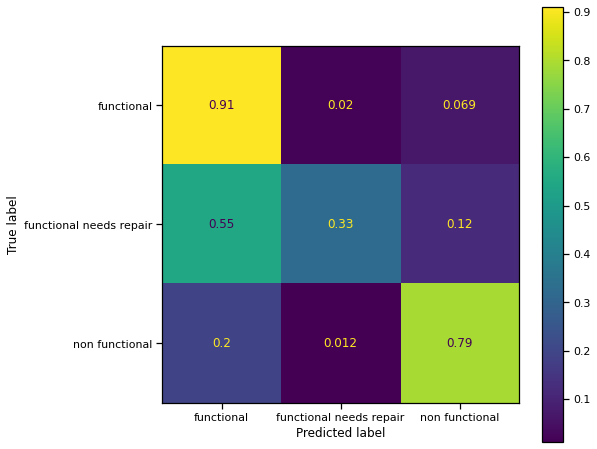 functional
0.91
0.02
0.069
functional needs repair
0.55
0.33
0.12
non functional
0.2
0.012
0.79
functional
functional needs repair
non functional
Predicted label
True label
0.9
0.8
0.7
0.6
0.5
0.4
0.3
0.2
0.1